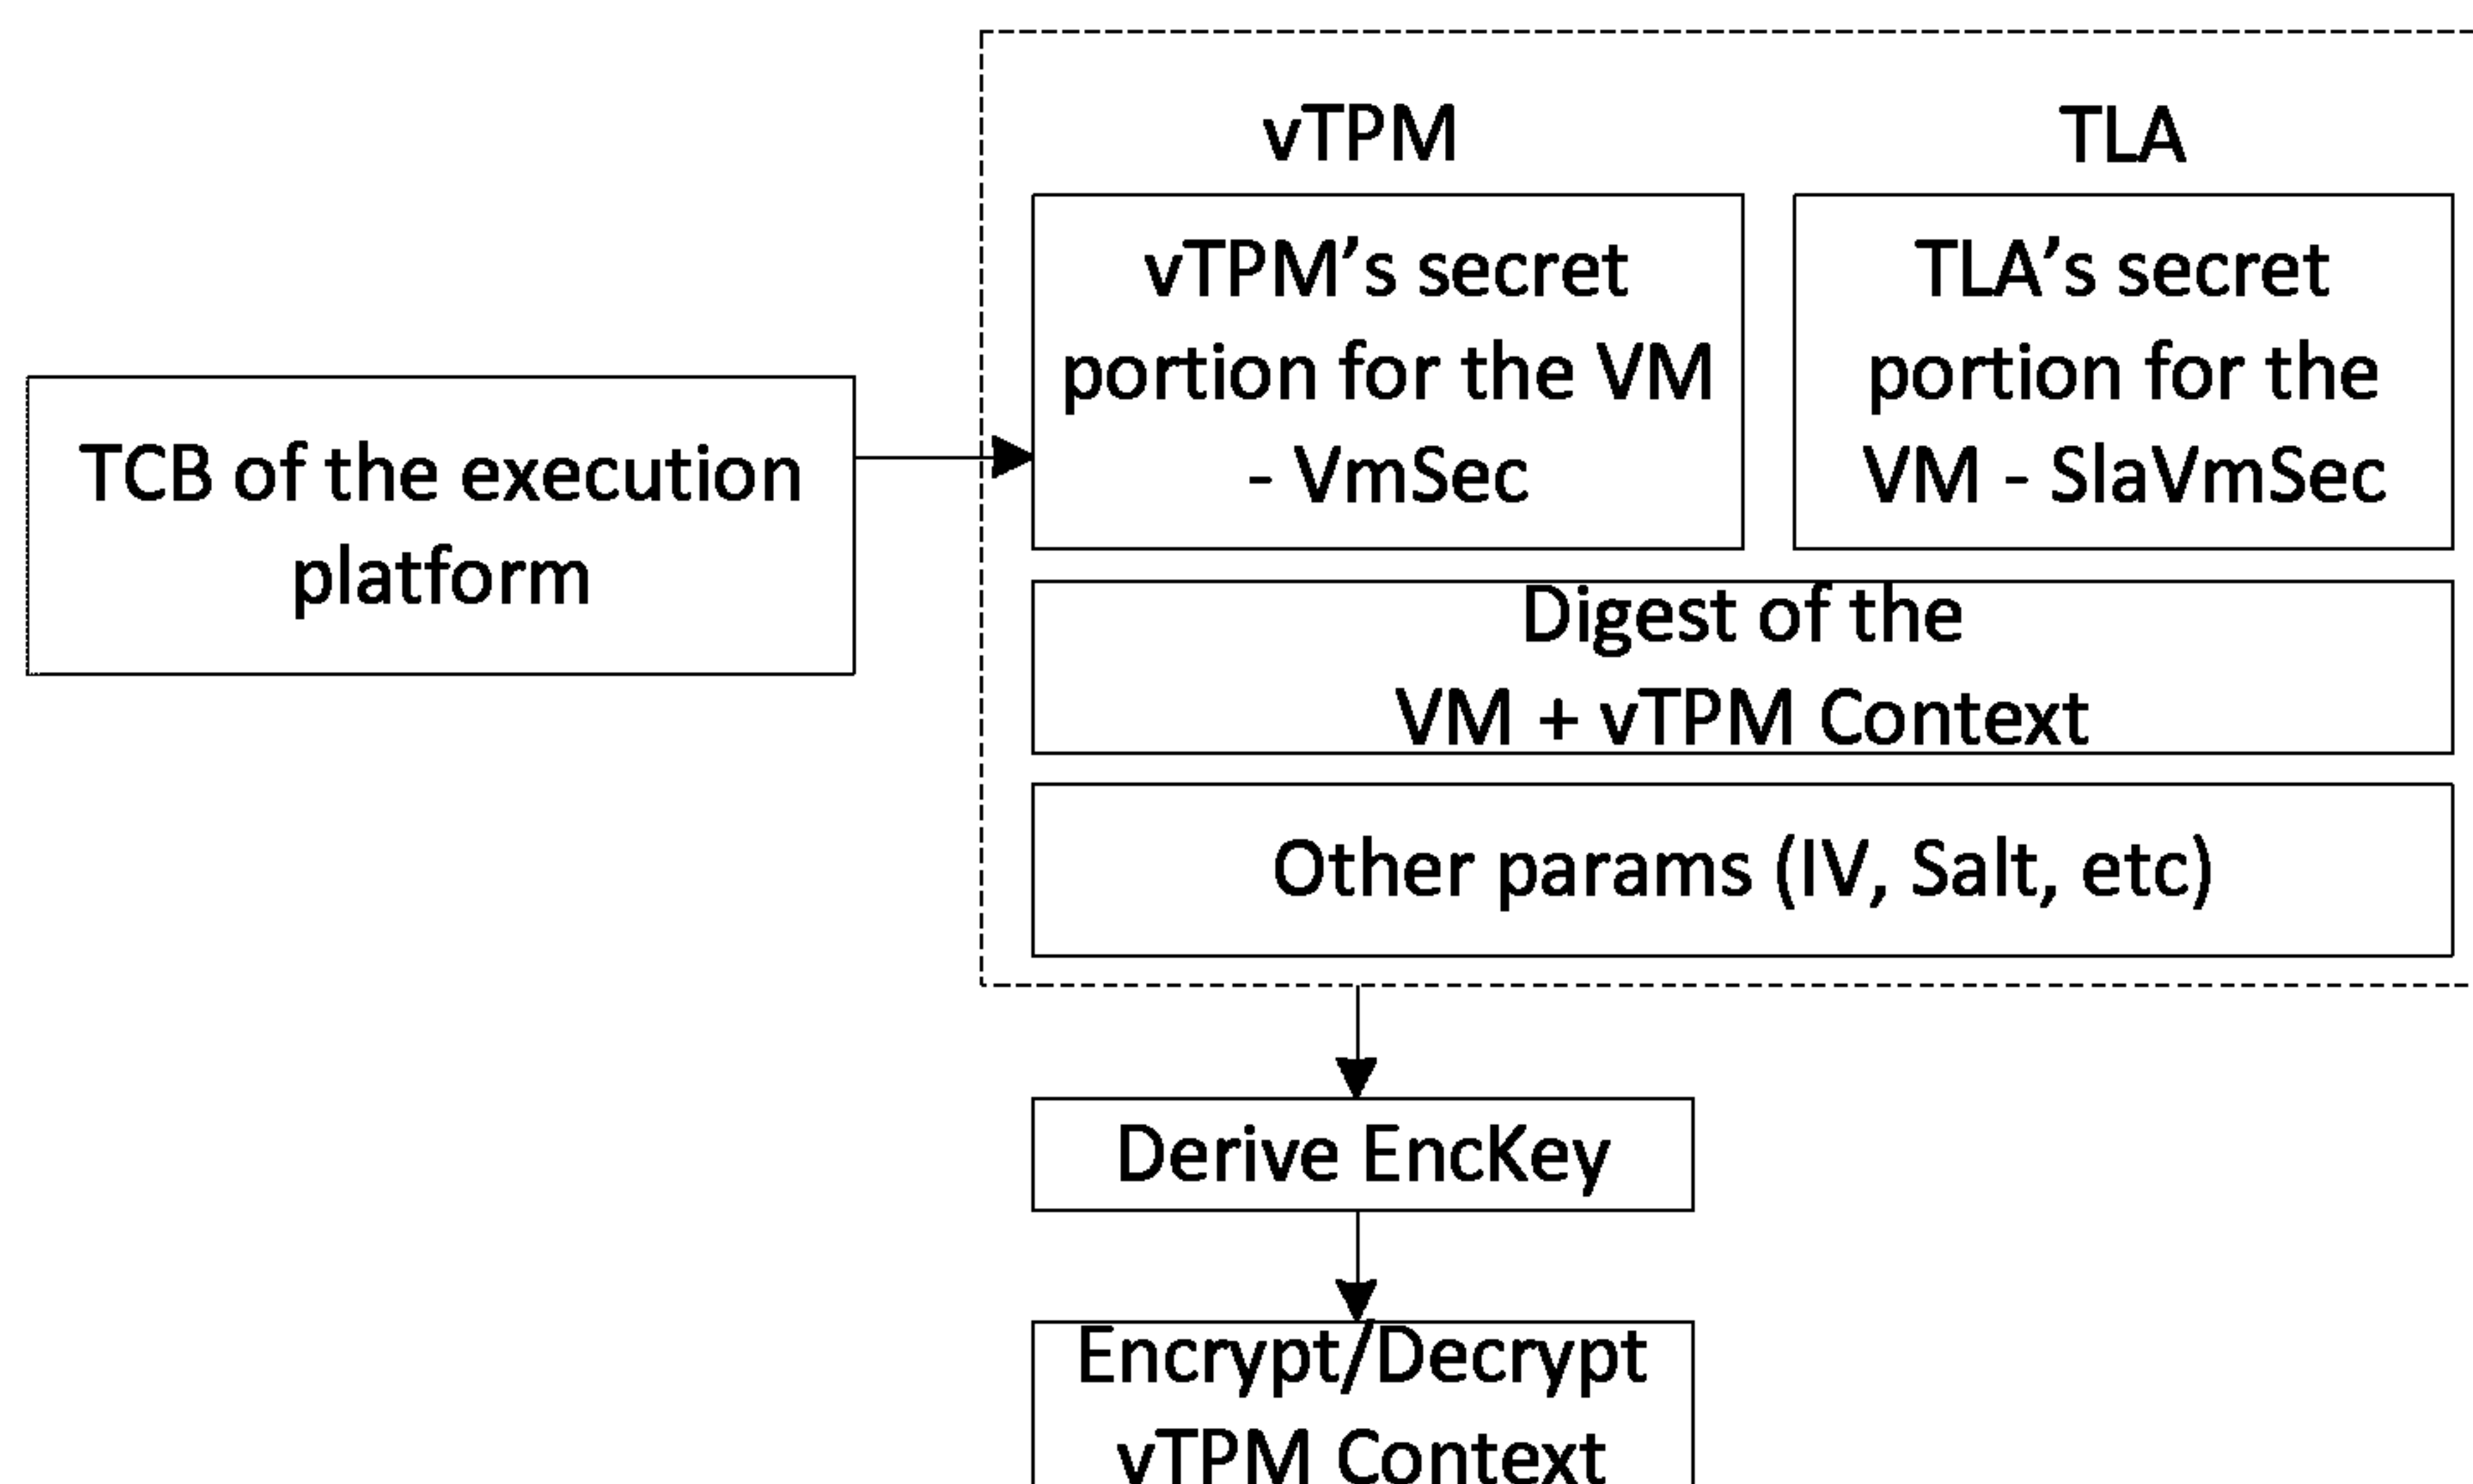 vTPM
TLA
vTPM's secret
portion for the VM
- VmSec
TLA's secret
portion for the
VM - SlaVmSec
TCB of the execution
platform
Digest of the
VM + vTPM Context
Other params (IV, Salt, etc)
Derive EncKey
Encrypt/Decrypt
vTPM Context